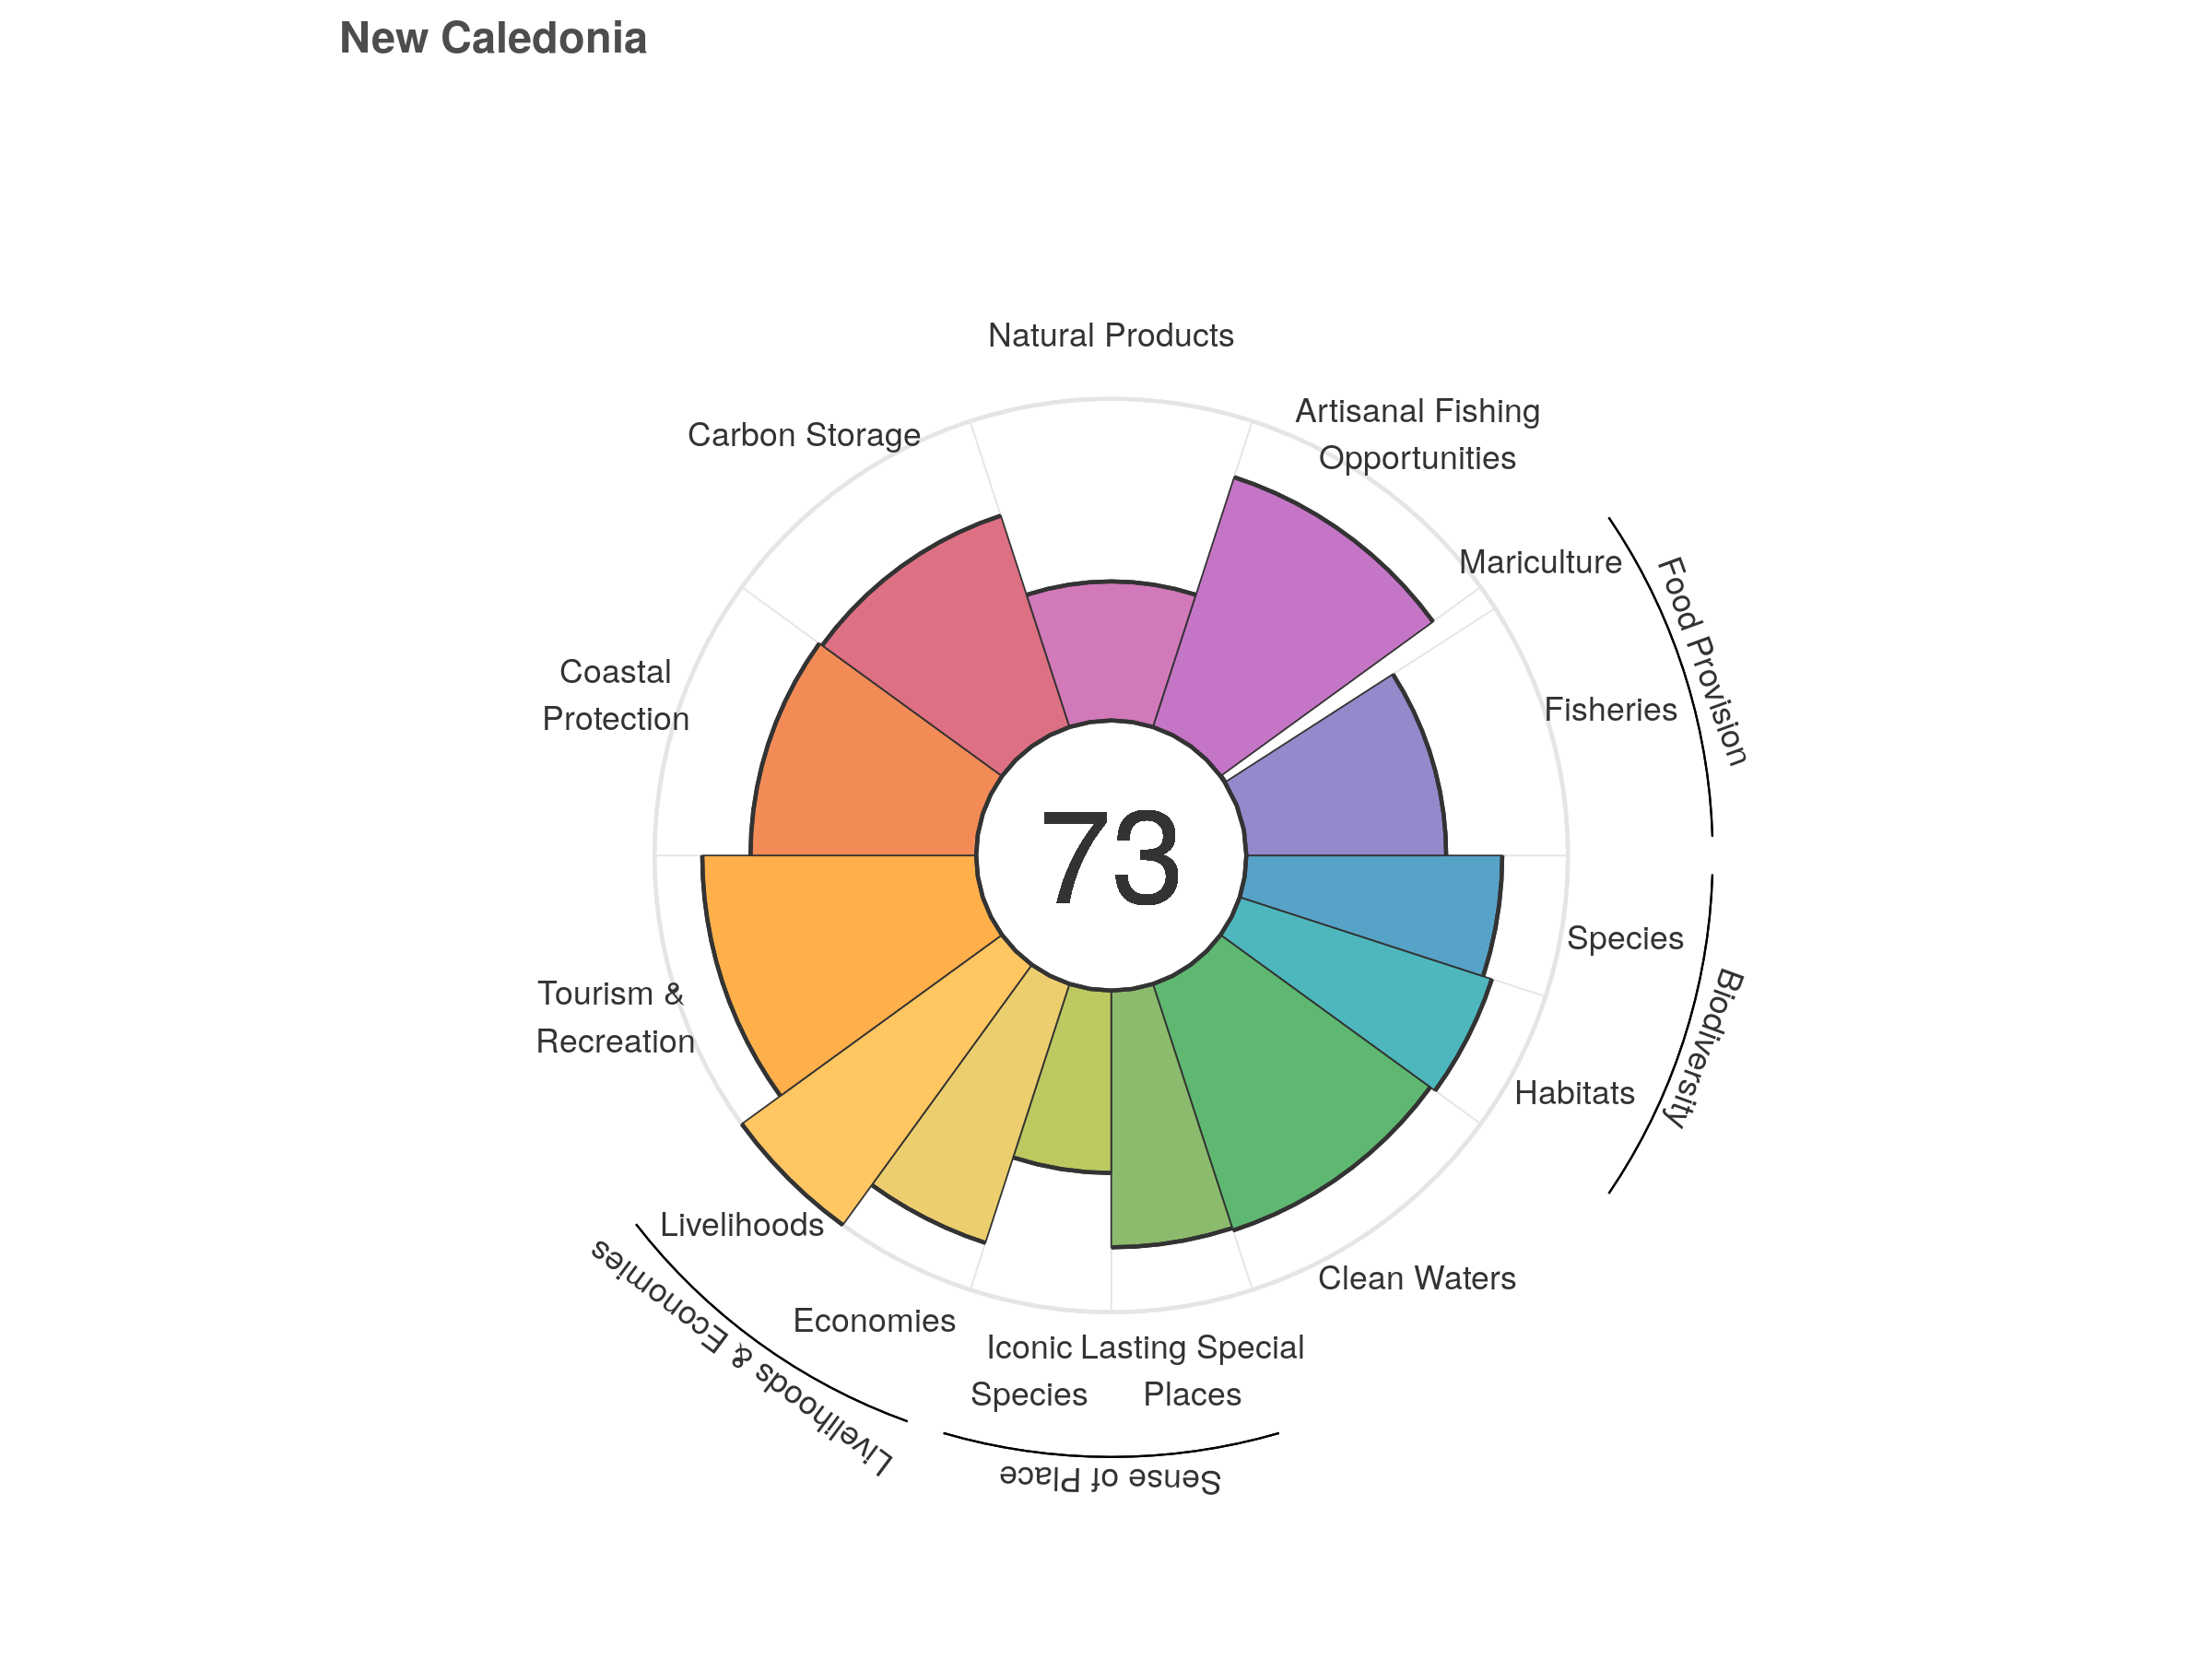 New Caledonia
Natural Products
Artisanal Fishing
Opportunities
Carbon Storage
Mariculture
Food Provision
Coastal
Protection
Fisheries
73
Species
Biodiversity
Tourism &
Recreation
Habitats
Livelihoods
Clean Waters
Economies
Livelihoods & Economies
Iconic
Species
Lasting Special
Places
Sense of Place